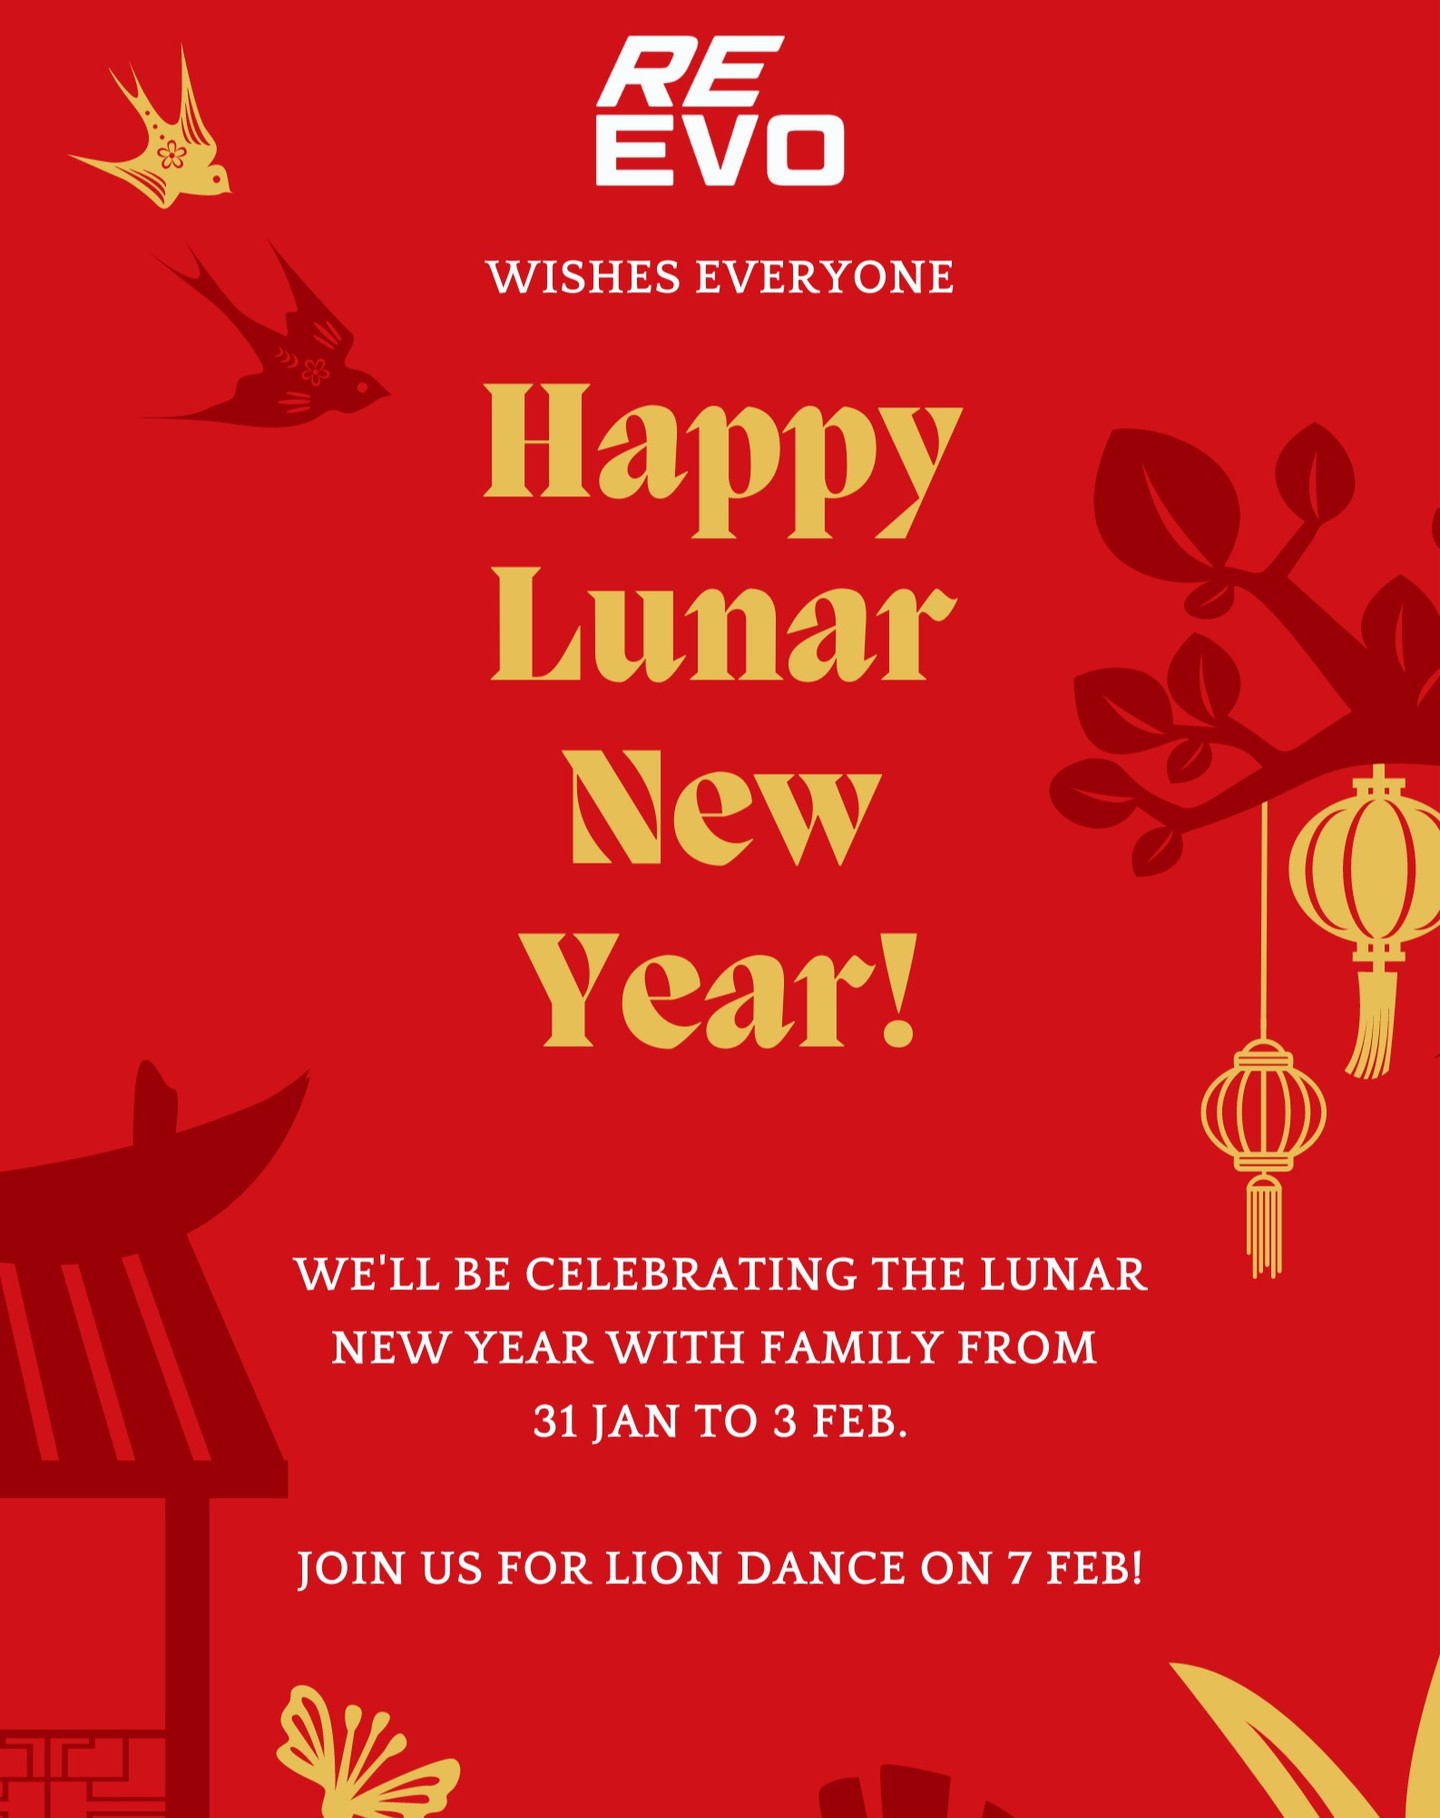 RE
EVO
WISHES EVERYONE
Happy
Lunar
New
Year!
WE'LL BE CELEBRATING THE LUNAR
NEW YEAR WITH FAMILY FROM
31 JAN TO 3 FEB.
JOIN US FOR LION DANCE ON 7 FEB!